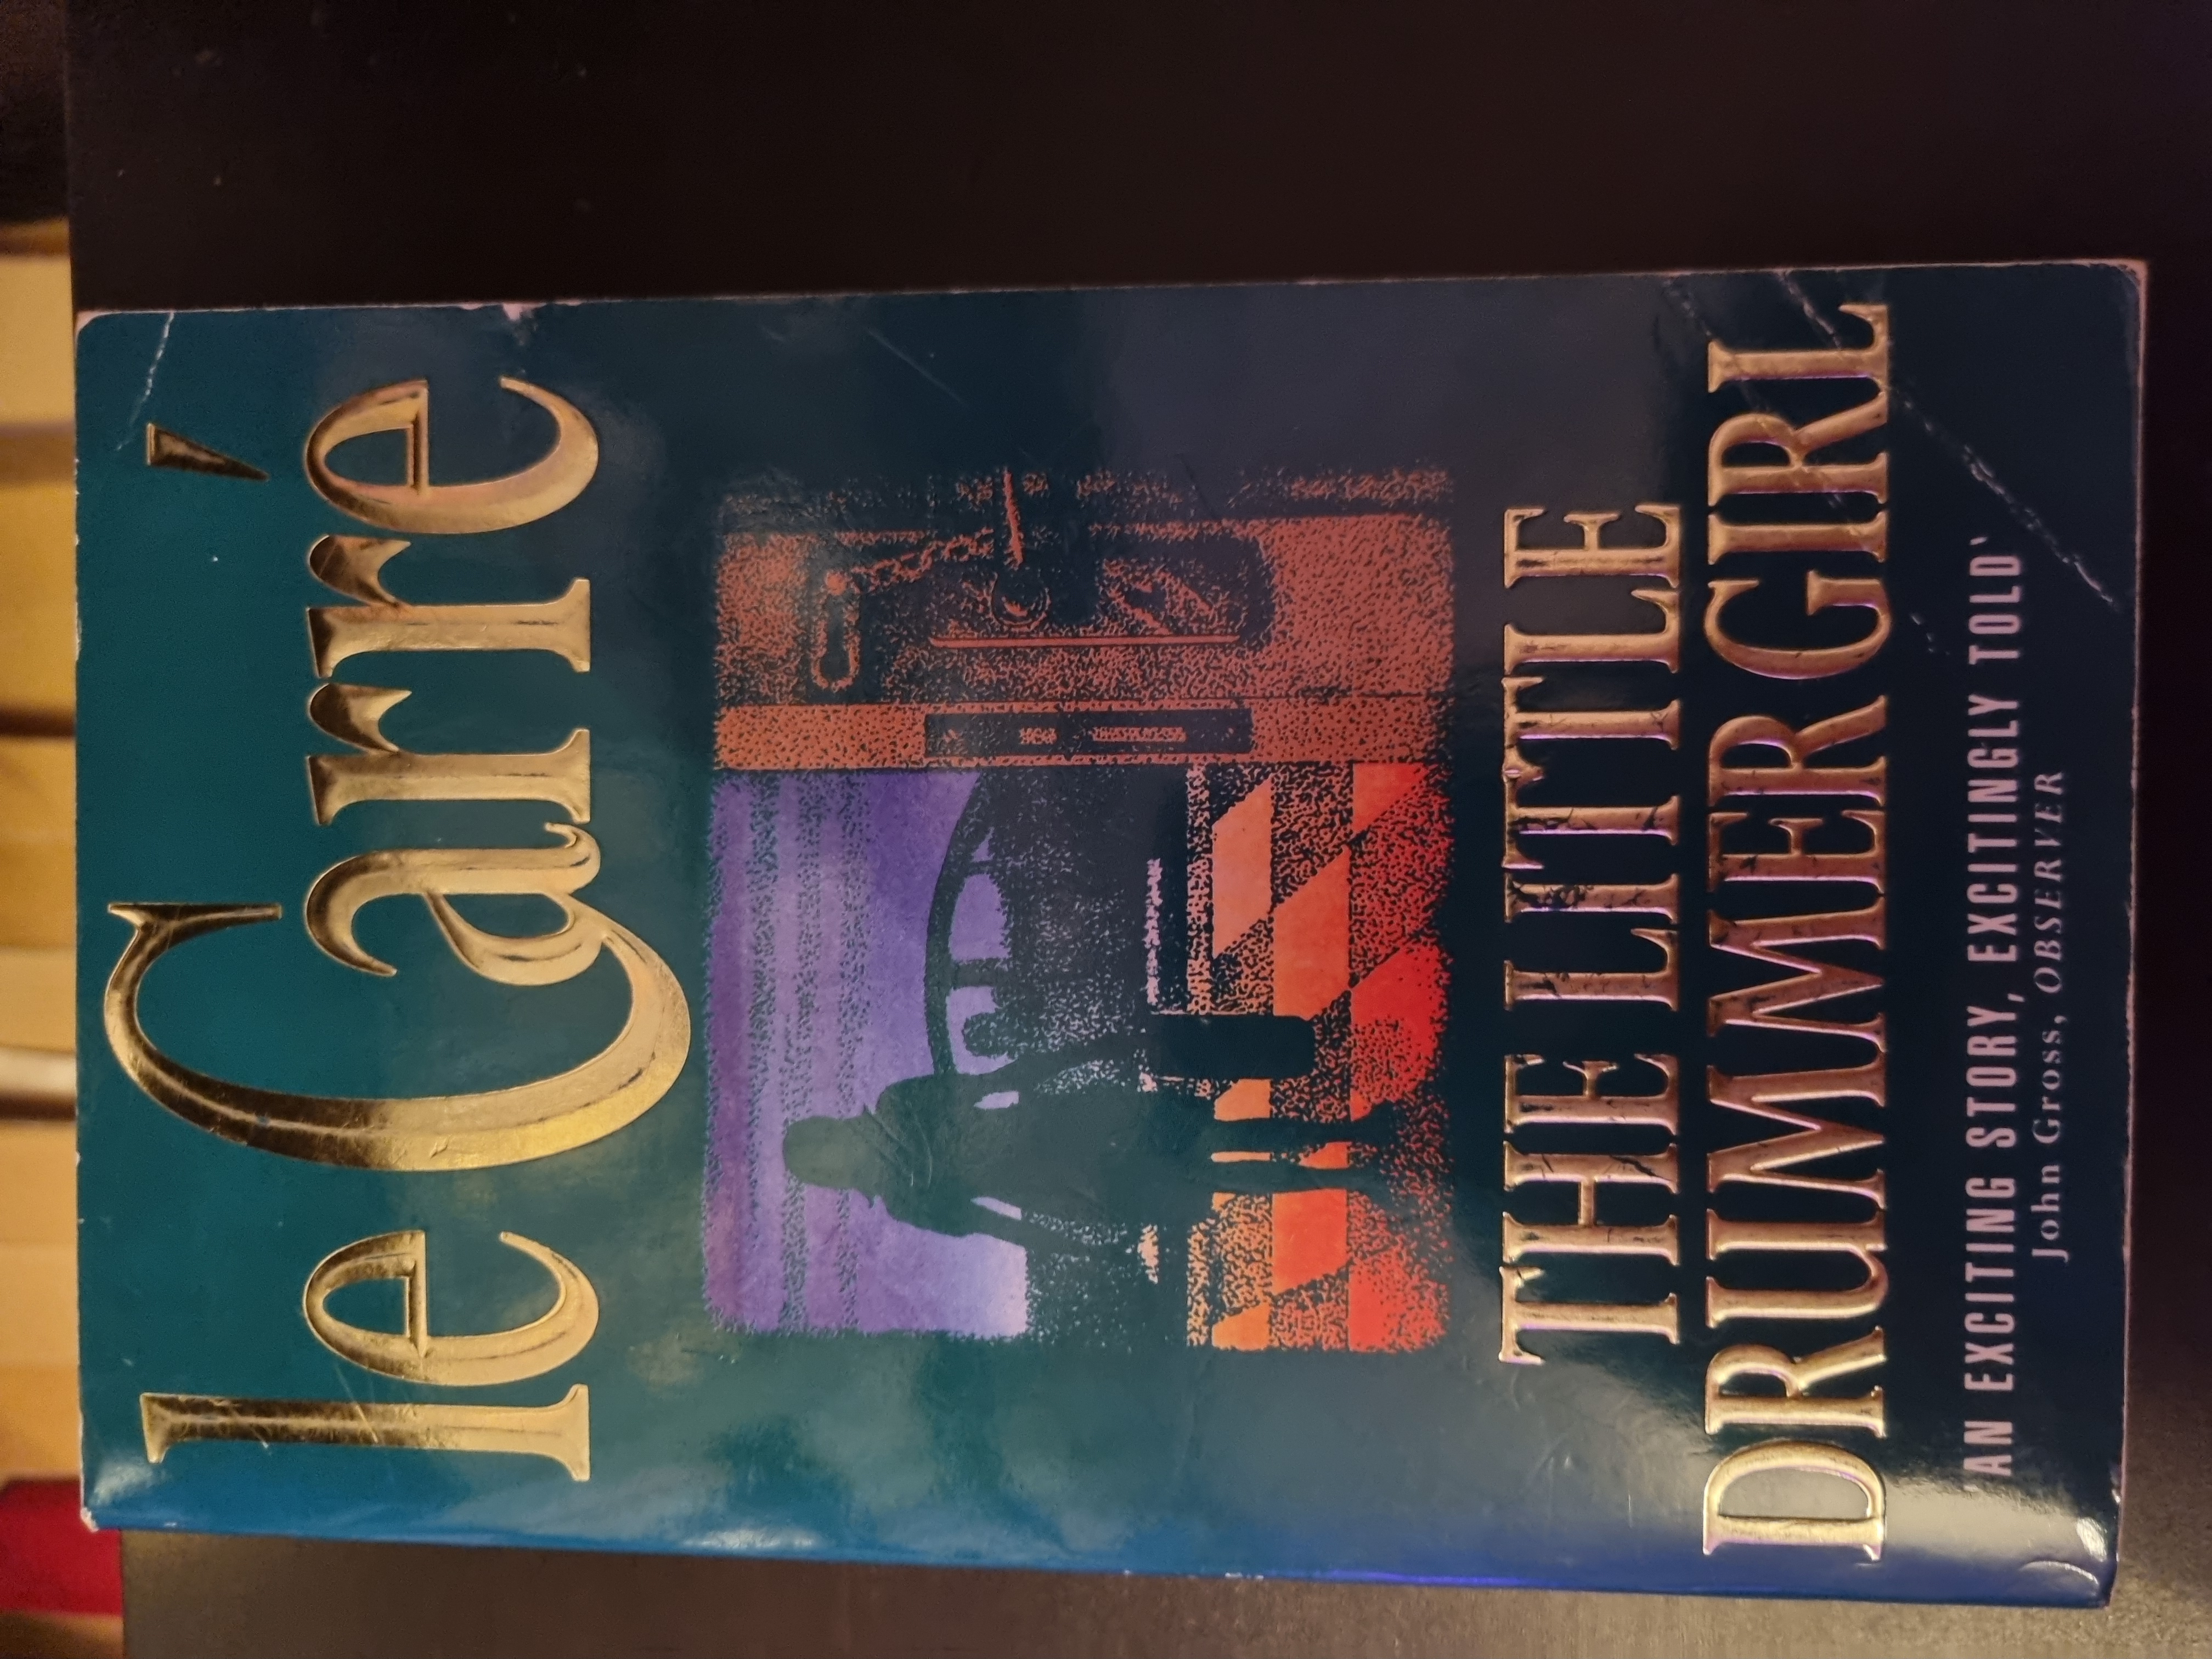 le Carré
THE LITTLE
DRUMMER GIRL
'AN EXCITING STORY, EXCITINGLY TOLD'
John Gross, OBSERVER